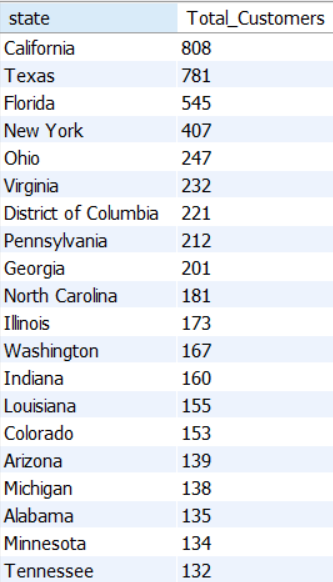 state Total_Customers
California 808
Texas 781
Florida 545
New York 407
Ohio 247
Virginia 232
District of Columbia 221
Pennsylvania 212
Georgia 201
North Carolina 181
Illinois 173
Washington 167
Indiana 160
Louisiana 155
Colorado 153
Arizona 139
Michigan 138
Alabama 135
Minnesota 134
Tennessee 132